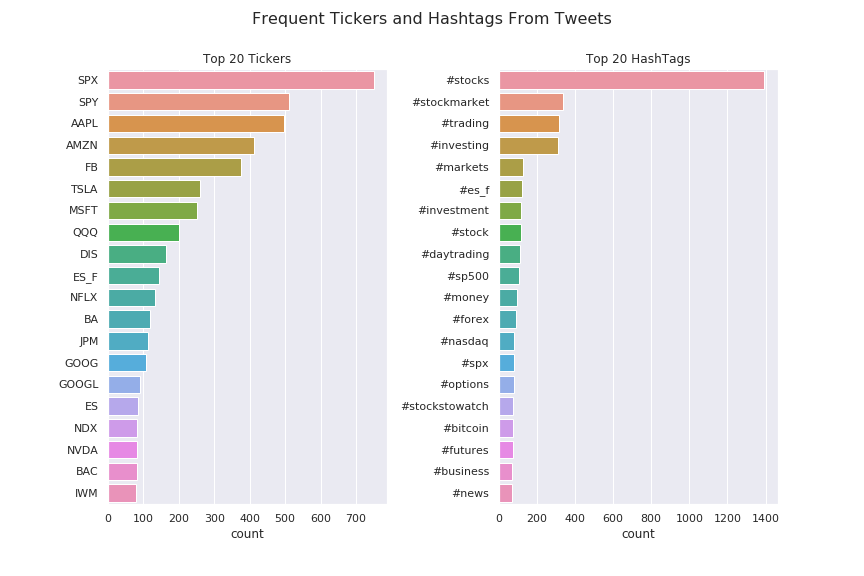 Frequent Tickers and Hashtags From Tweets
Top 20 Tickers
SPX
SPY
AAPL
AMZN
FB
TSLA
MSFT
QQQ
DIS
ES_F
NFLX
BA
JPM
GOOG
GOOGL
ES
NDX
NVDA
BAC
IWM
0 100 200 300 400 500 600 700
count
Top 20 HashTags
#stocks
#stockmarket
#trading
#investing
#markets
#es_f
#investment
#stock
#daytrading
#sp500
#money
#forex
#nasdaq
#spx
#options
#stockstowatch
#bitcoin
#futures
#business
#news
0 200 400 600 800 1000 1200 1400
count